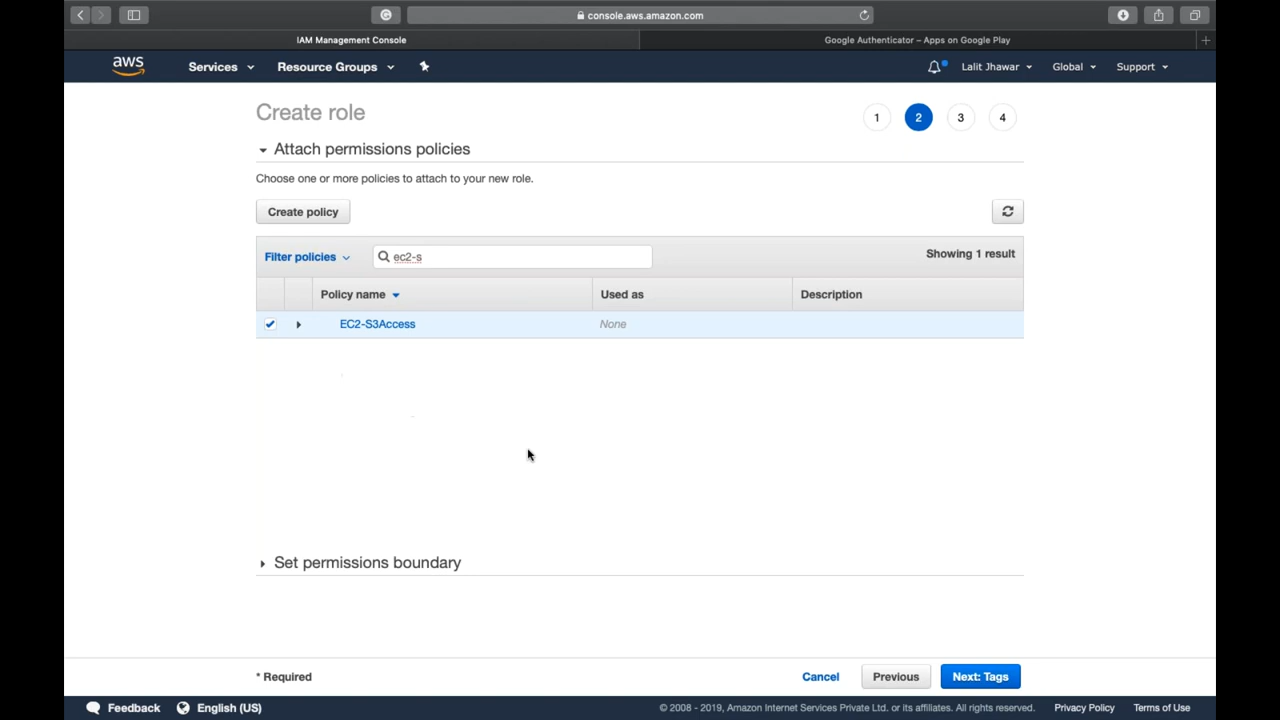 console.aws.amazon.com
IAM Management Console
Google Authenticator – Apps on Google Play
aws
Services
Resource Groups
Lalit Jhawar
Global
Support
Create role
1
2
3
4
Attach permissions policies
Choose one or more policies to attach to your new role.
Create policy
Filter policies
ec2-s
Showing 1 result
Policy name
Used as
Description
EC2-S3Access
None
Set permissions boundary
* Required
Cancel
Previous
Next: Tags
Feedback
English (US)
© 2008 - 2019, Amazon Internet Services Private Ltd. or its affiliates. All rights reserved.
Privacy Policy
Terms of Use